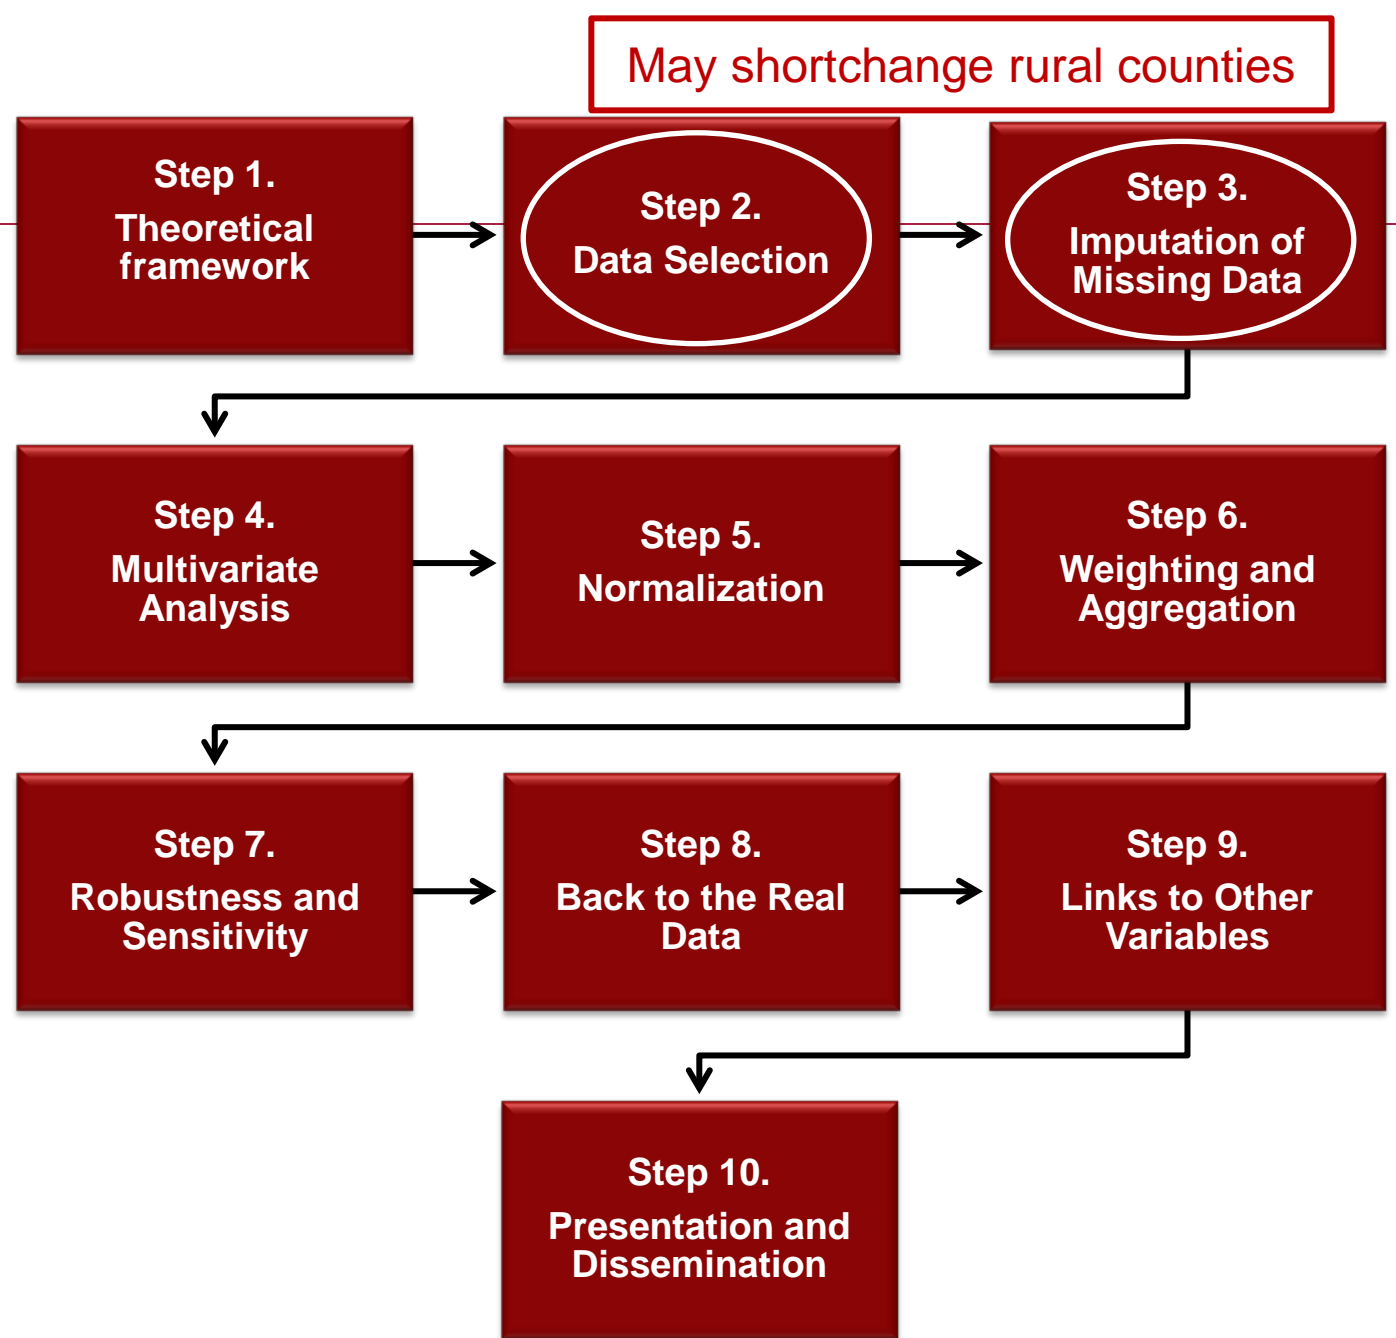 May shortchange rural counties
Step 1.
Theoretical
framework
Step 2.
Data Selection
Step 3.
Imputation of
Missing Data
Step 4.
Multivariate
Analysis
Step 5.
Normalization
Step 6.
Weighting and
Aggregation
Step 7.
Robustness and
Sensitivity
Step 8.
Back to the Real
Data
Step 9.
Links to Other
Variables
Step 10.
Presentation and
Dissemination